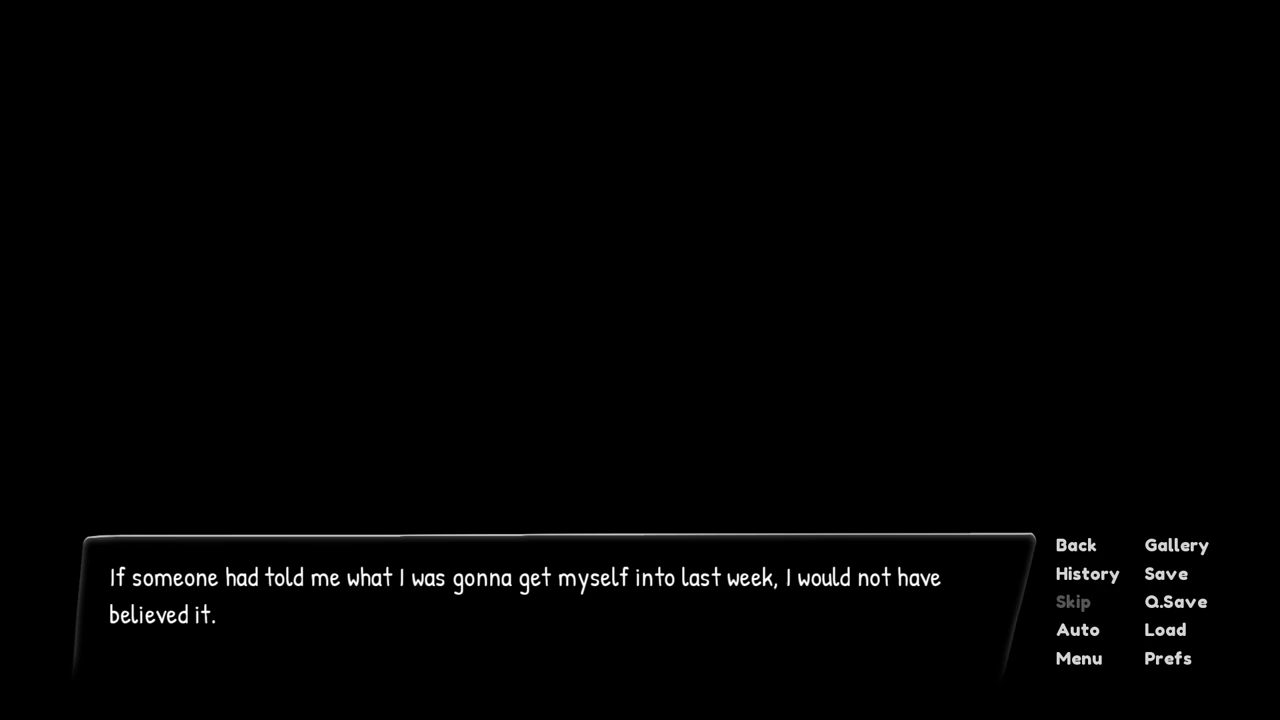 If someone had told me what I was gonna get myself into last week, I would not have
believed it.
Back
Gallery
History
Save
Skip
Q.Save
Auto
Load
Menu
Prefs